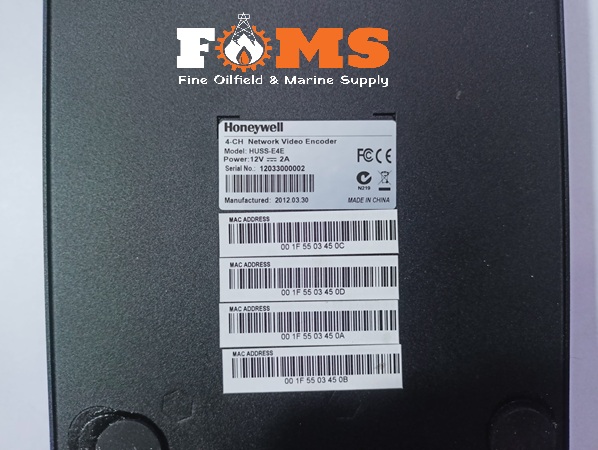 FOMS
Fine Oilfield & Marine Supply
Honeywell
4-CH Network Video Encoder
Model: HUSS-E4E
Power:12V ⎓ 2A
Serial No.: 12033000002
FC CE
N219
Manufactured: 2012.03.30
MADE IN CHINA
MAC ADDRESS
00 1F 55 03 45 0C
MAC ADDRESS
00 1F 55 03 45 0D
MAC ADDRESS
00 1F 55 03 45 0A
MAC ADDRESS
00 1F 55 03 45 0B